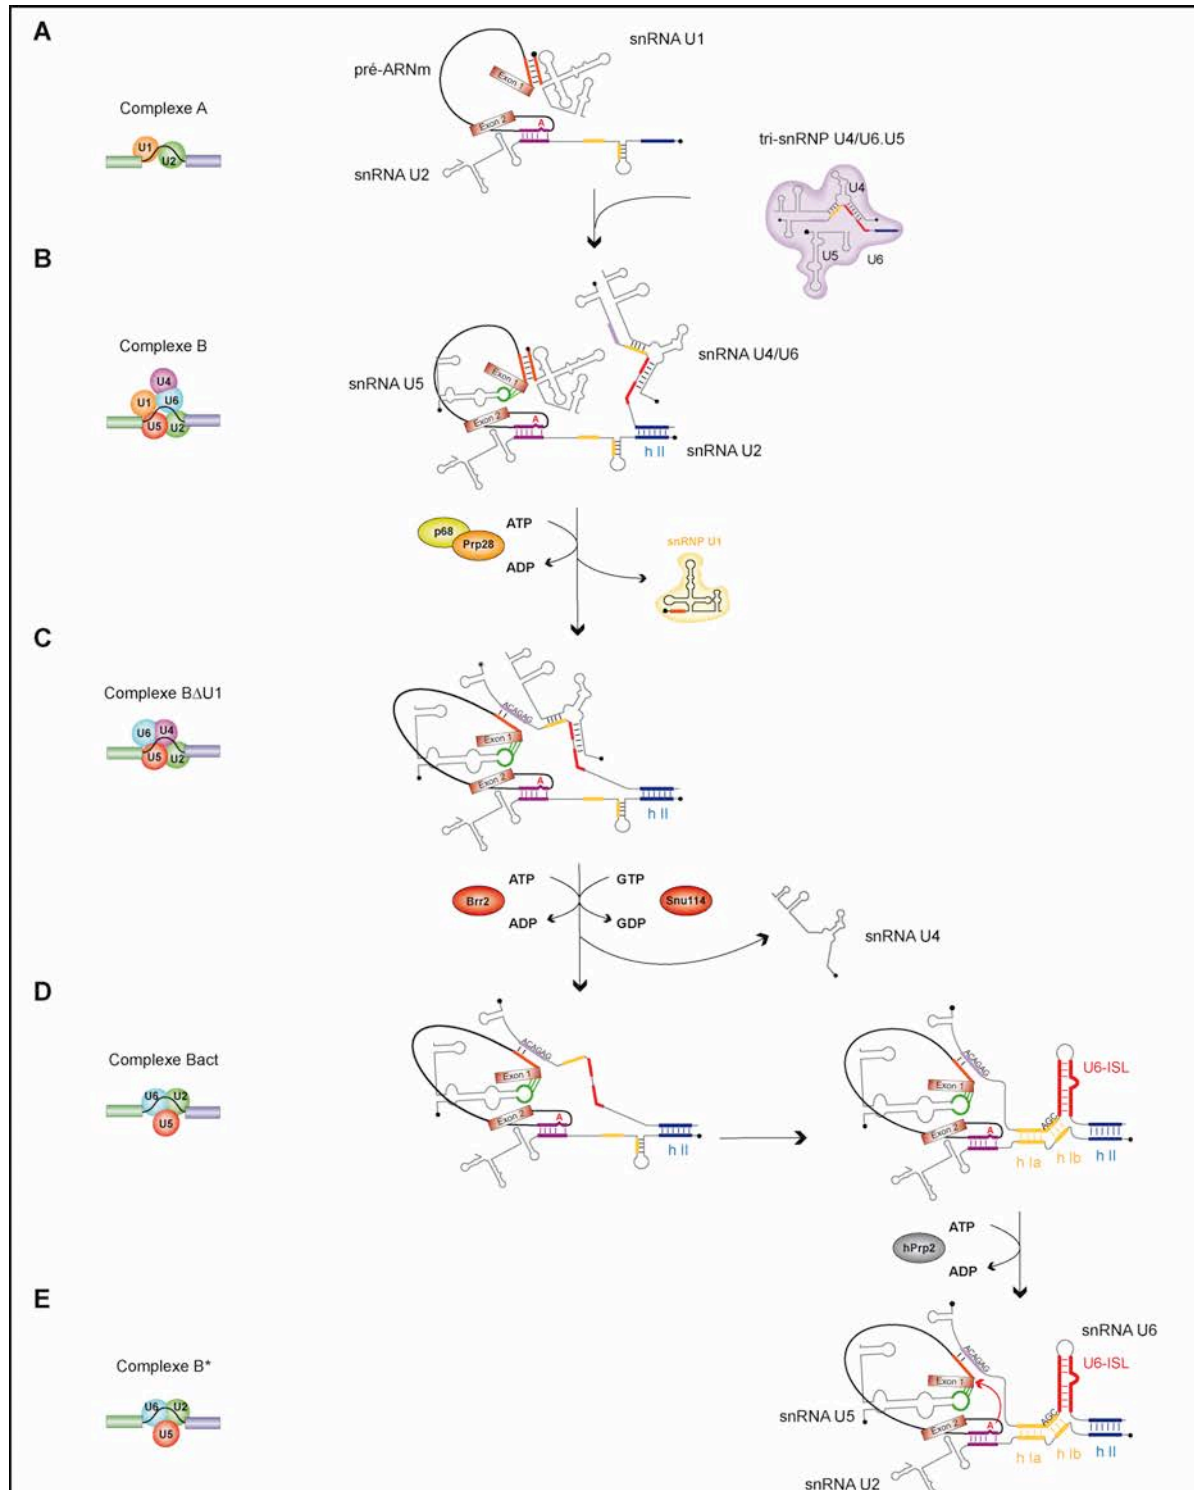 A
snRNA U1
pré-ARNm
Exon 1
Complexe A
Exon 2
A
U1
U2
tri-snRNP U4/U6.U5
snRNA U2
U4
U5
U6
B
Complexe B
snRNA U4/U6
snRNA U5
Exon 1
U4
U1
U6
Exon 2
A
U5
U2
h II
snRNA U2
p68
ATP
Prp28
snRNP U1
ADP
C
Complexe BΔU1
ACAGAG
U6
U4
Exon 1
U5
U2
Exon 2
A
h II
ATP
GTP
Brr2
Snu114
ADP
GDP
snRNA U4
D
Complexe Bact
ACAGAG
ACAGAG
U6-ISL
Exon 1
Exon 1
U6
U2
U5
Exon 2
A
AGC
Exon 2
A
h II
h Ia
h Ib
h II
ATP
hPrp2
ADP
E
snRNA U6
Complexe B*
ACAGAG
U6-ISL
Exon 1
U6
U2
U5
snRNA U5
AGC
Exon 2
A
h Ia
h Ib
h II
snRNA U2